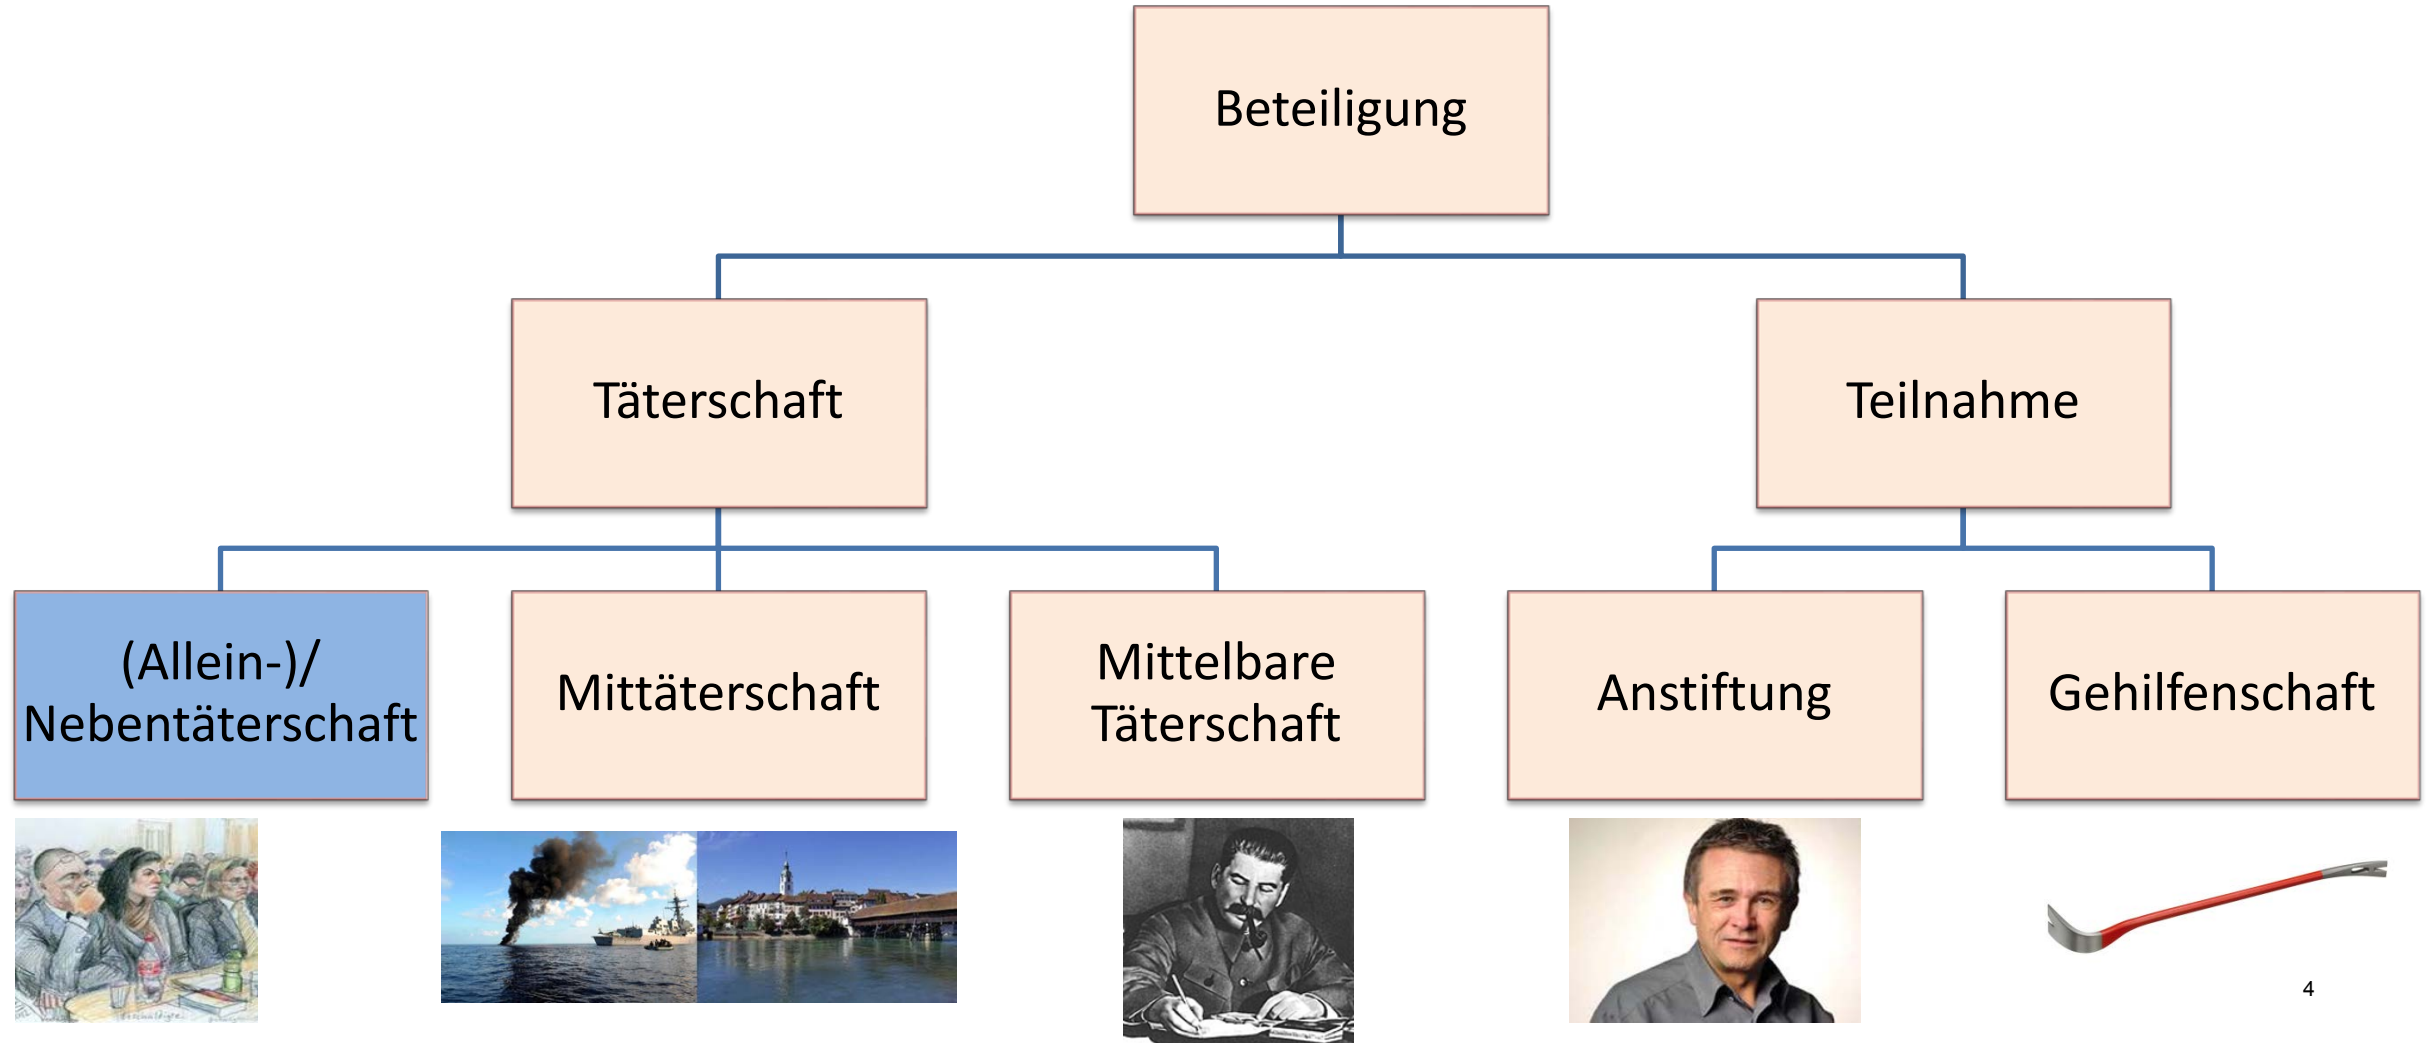 Beteiligung
Täterschaft
Teilnahme
(Allein-)/
Nebentäterschaft
Mittäterschaft
Mittelbare
Täterschaft
Anstiftung
Gehilfenschaft
4